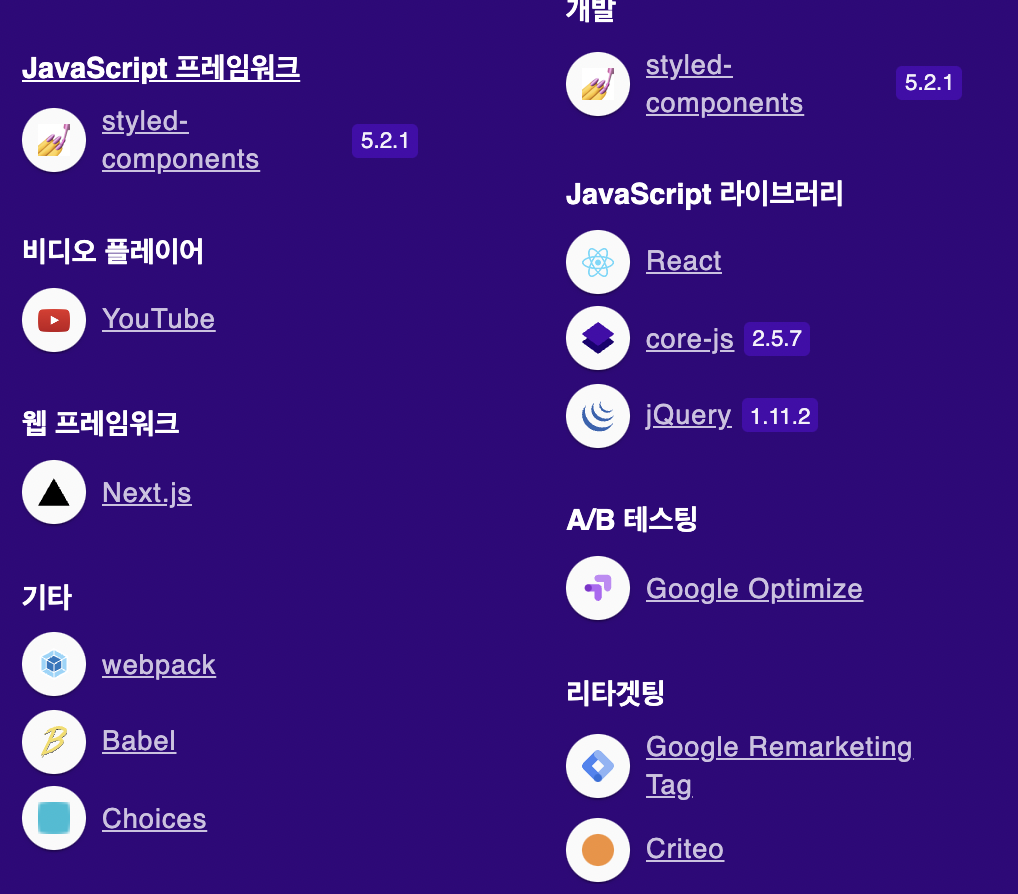 JavaScript 프레임워크
styled-
components
5.2.1
비디오 플레이어
YouTube
웹 프레임워크
Next.js
기타
webpack
Babel
Choices
개발
styled-
components
5.2.1
JavaScript 라이브러리
React
core-js 2.5.7
jQuery 1.11.2
A/B 테스팅
Google Optimize
리타겟팅
Google Remarketing
Tag
Criteo